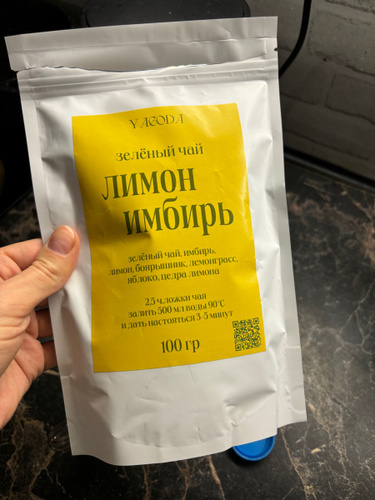 YAGODA
зелёный чай
лимон
имбирь
зелёный чай, имбирь,
лимон, боярышник, лемонграсс,
яблоко, цедра лимона
2,5 ч.ложки чая
залить 500 мл воды 90°C
и дать настояться 3-5 минут
100 гр